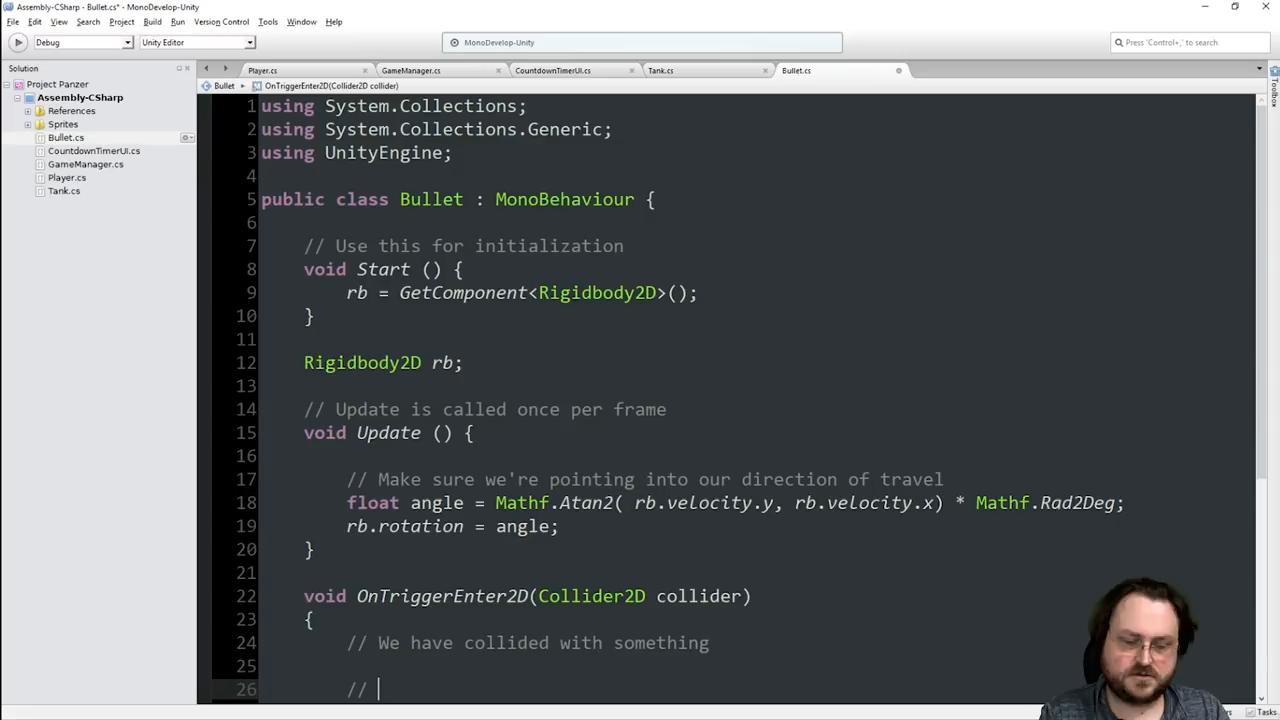 Assembly-CSharp - Bullet.cs* - MonoDevelop-Unity
File Edit View Search Project Build Run Version Control Tools Window Help
Debug Unity Editor MonoDevelop-Unity Press 'Control+,' to search
Solution
Project Panzer
Assembly-CSharp
References
Sprites
Bullet.cs
CountdownTimerUI.cs
GameManager.cs
Player.cs
Tank.cs
Player.cs GameManager.cs CountdownTimerUI.cs Tank.cs Bullet.cs
Bullet OnTriggerEnter2D(Collider2D collider)
1 using System.Collections;
2 using System.Collections.Generic;
3 using UnityEngine;
4
5 public class Bullet : MonoBehaviour {
6
7 // Use this for initialization
8 void Start () {
9 rb = GetComponent<Rigidbody2D>();
10 }
11
12 Rigidbody2D rb;
13
14 // Update is called once per frame
15 void Update () {
16
17 // Make sure we're pointing into our direction of travel
18 float angle = Mathf.Atan2( rb.velocity.y, rb.velocity.x) * Mathf.Rad2Deg;
19 rb.rotation = angle;
20 }
21
22 void OnTriggerEnter2D(Collider2D collider)
23 {
24 // We have collided with something
25
26 //
Toolbox
Tasks